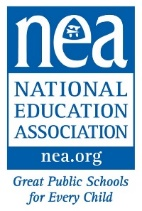 nea
NATIONAL
EDUCATION
ASSOCIATION
nea.org
Great Public Schools
for Every Child